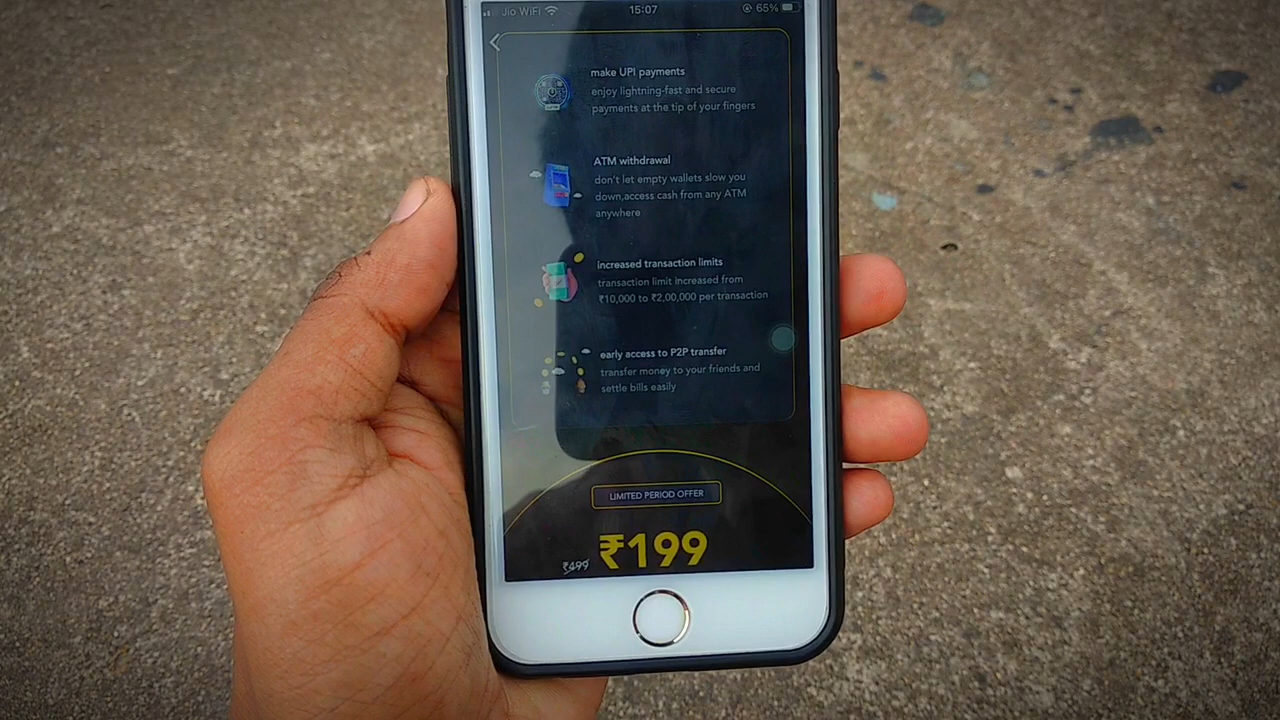 Jio WiFi 15:07 65%
make UPI payments
enjoy lightning-fast and secure
payments at the tip of your fingers
ATM withdrawal
don't let empty wallets slow you
down,access cash from any ATM
anywhere
increased transaction limits
transaction limit increased from
₹10,000 to ₹2,00,000 per transaction
early access to P2P transfer
transfer money to your friends and
settle bills easily
LIMITED PERIOD OFFER
₹499 ₹199